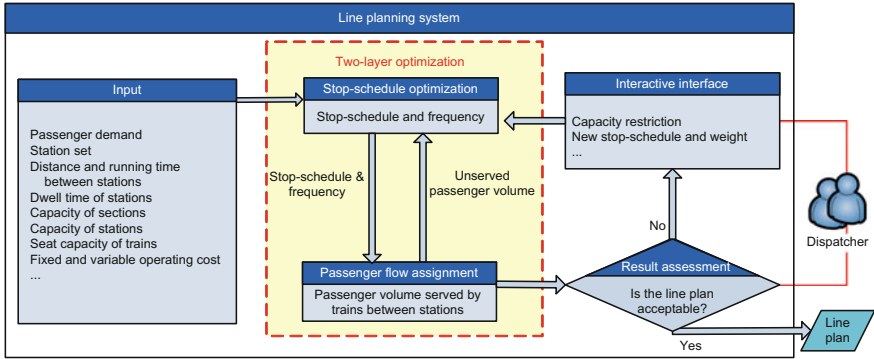 Line planning system
Input
Passenger demand
Station set
Distance and running time
between stations
Dwell time of stations
Capacity of sections
Capacity of stations
Seat capacity of trains
Fixed and variable operating cost
...
Two-layer optimization
Stop-schedule optimization
Stop-schedule and frequency
Stop-schedule &
frequency
Unserved
passenger volume
Passenger flow assignment
Passenger volume served by
trains between stations
Interactive interface
Capacity restriction
New stop-schedule and weight
...
No
Dispatcher
Result assessment
Is the line plan
acceptable?
Yes
Line
plan